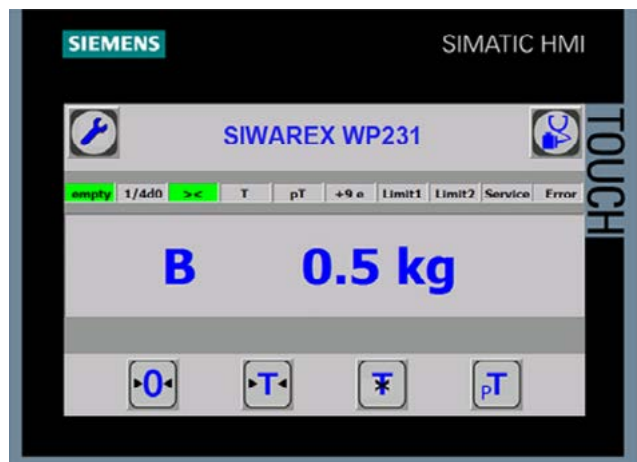 SIEMENS SIMATIC HMI
SIWAREX WP231
TOUCH
empty 1/4d0 >< T pT +9 e Limit1 Limit2 Service Error
B 0.5 kg
0 T T pT